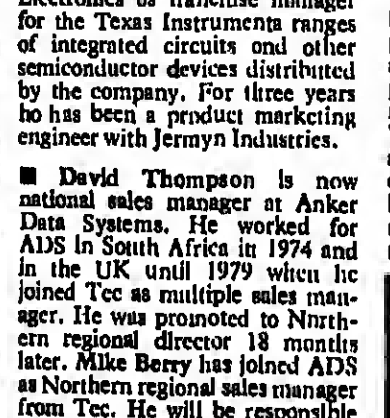 Electronics as franchise manager
for the Texas Instruments ranges
of integrated circuits and other
semiconductor devices distributed
by the company. For three years
he has been a product marketing
engineer with Jermyn Industries.
■ David Thompson is now
national sales manager at Anker
Data Systems. He worked for
ADS in South Africa in 1974 and
in the UK until 1979 when he
joined Tec as multiple sales man-
ager. He was promoted to North-
ern regional director 18 months
later. Mike Berry has joined ADS
as Northern regional sales manager
from Tec. He will be responsible